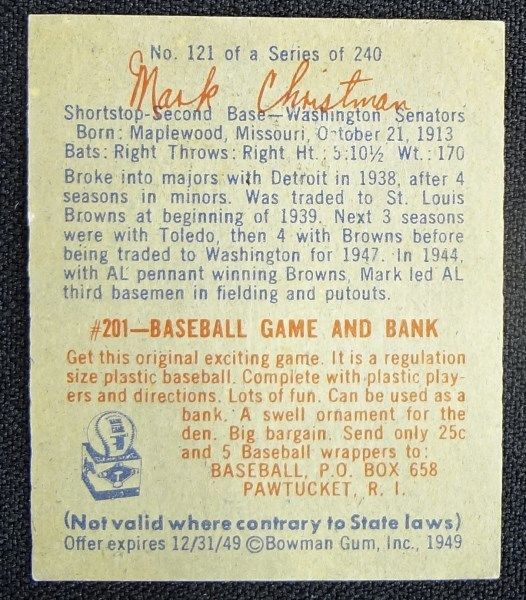 No. 121 of a Series of 240
Mark Christman
Shortstop-Second Base—Washington Senators
Born: Maplewood, Missouri, October 21, 1913
Bats: Right Throws: Right Ht.: 5:10½ Wt.: 170
Broke into majors with Detroit in 1938, after 4
seasons in minors. Was traded to St. Louis
Browns at beginning of 1939. Next 3 seasons
were with Toledo, then 4 with Browns before
being traded to Washington for 1947. In 1944,
with AL pennant winning Browns, Mark led AL
third basemen in fielding and putouts.
#201—BASEBALL GAME AND BANK
Get this original exciting game. It is a regulation
size plastic baseball. Complete with plastic play-
ers and directions. Lots of fun. Can be used as a
bank. A swell ornament for the
den. Big bargain. Send only 25c
and 5 Baseball wrappers to:
BASEBALL, P.O. BOX 658
PAWTUCKET, R. I.
(Not valid where contrary to State laws)
Offer expires 12/31/49 ©Bowman Gum, Inc., 1949